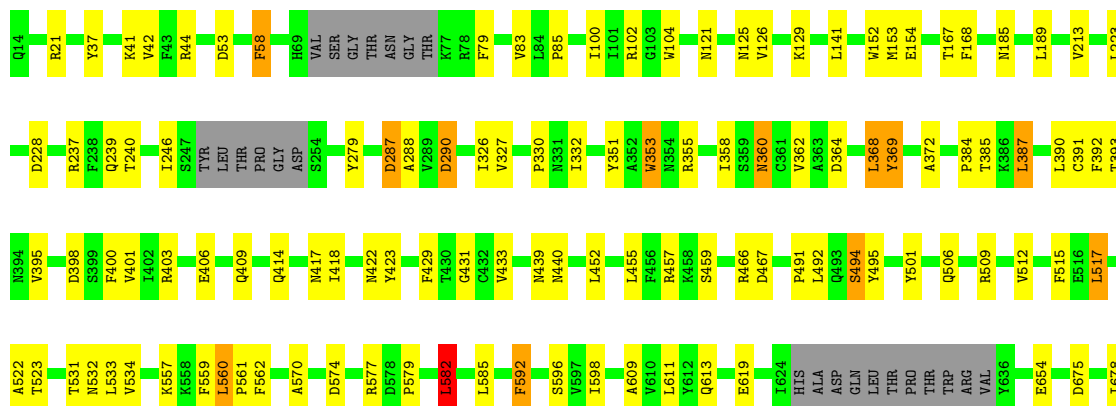 Q14 R21 Y37 K41 V42 F43 R44 D53 F58 H69 VAL SER GLY THR ASN GLY THR K77 R78 F79 V83 L84 P85 I100 I101 R102 G103 W104 N121 N125 V126 K129 L141 W152 M153 E154 T167 F168 N185 L189 V213
D228 R237 F238 Q239 T240 I246 S247 TYR LEU THR PRO GLY ASP S254 Y279 D287 A288 V289 D290 I326 V327 P330 N331 I332 Y351 A352 W353 N354 R355 I358 S359 N360 C361 V362 A363 D364 L368 Y369 A372 P384 T385 K386 L387 L390 C391 F392
N394 V395 D398 S399 F400 V401 I402 R403 E406 Q409 Q414 N417 I418 N422 Y423 F429 T430 G431 C432 V433 N439 N440 L452 L455 F456 R457 K458 S459 R466 D467 P491 L492 Q493 S494 Y495 Y501 Q506 R509 V512 F515 E516 L517
A522 T523 T531 N532 L533 V534 K557 K558 F559 L560 P561 F562 A570 D574 R577 D578 P579 L582 L585 F592 S596 V597 I598 A609 V610 L611 Y612 Q613 E619 I624 HIS ALA ASP GLN LEU THR PRO THR TRP ARG VAL Y636 E654 D675